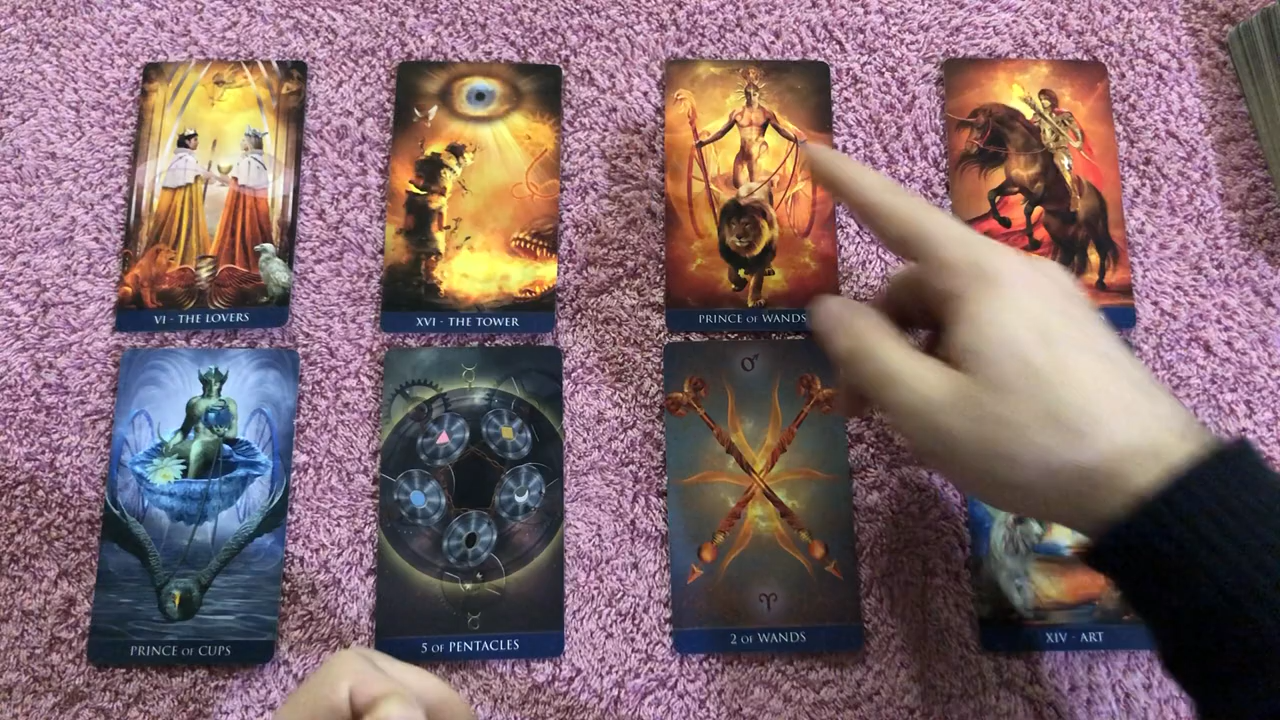 VI - THE LOVERS
XVI - THE TOWER
PRINCE OF WANDS
PRINCE OF CUPS
5 OF PENTACLES
2 OF WANDS
XIV - ART